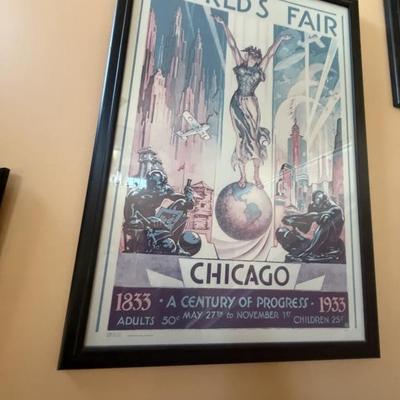 RLD'S FAIR
CHICAGO
1833 · A CENTURY OF PROGRESS · 1933
ADULTS 50¢ MAY 27TH to NOVEMBER 1ST CHILDREN 25¢